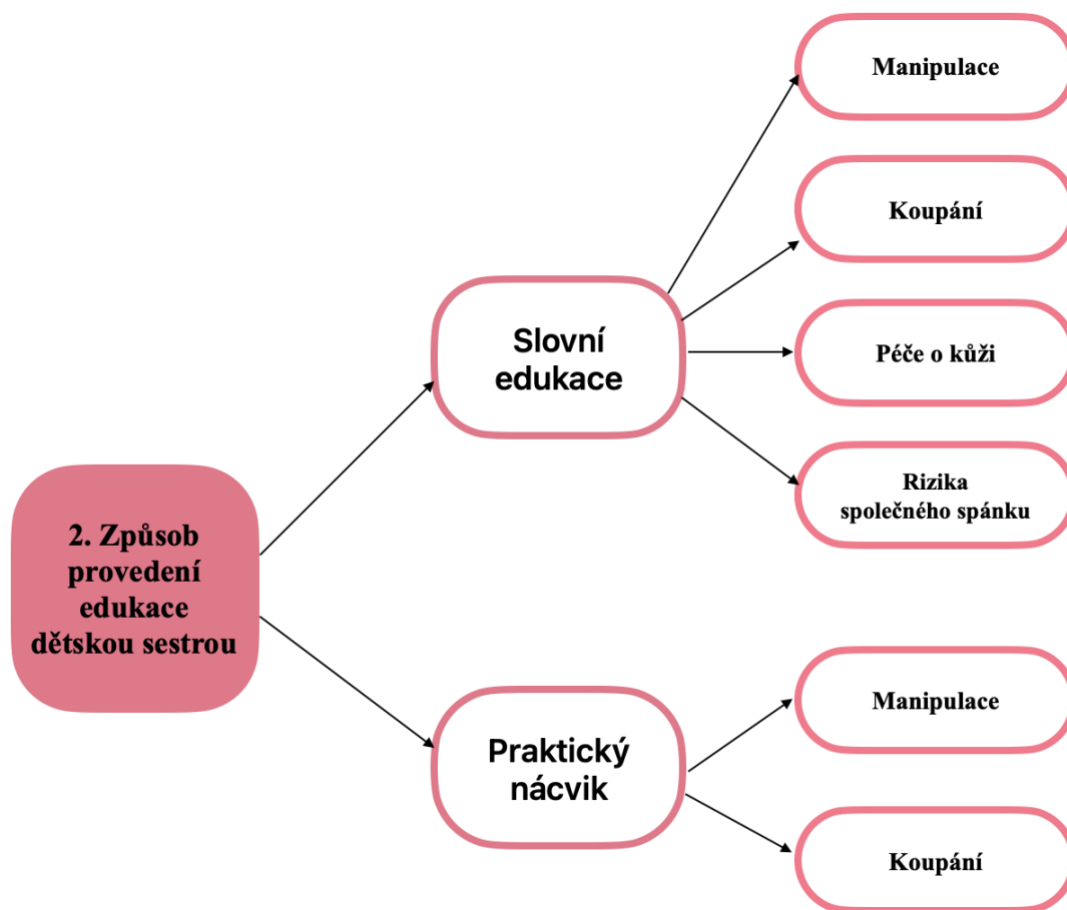 2. Způsob
provedení
edukace
dětskou sestrou
Slovní
edukace
Manipulace
Koupání
Péče o kůži
Rizika
společného spánku
Praktický
nácvik
Manipulace
Koupání